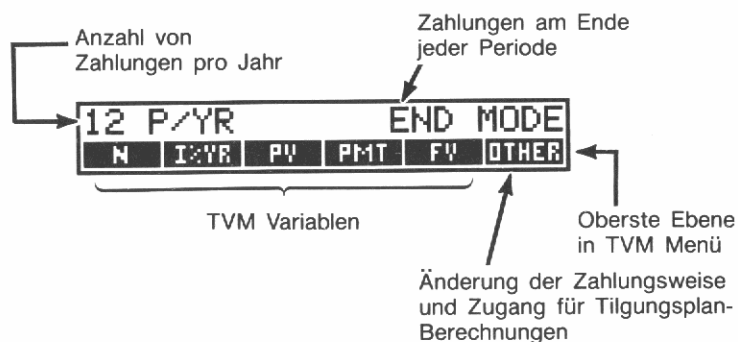 Anzahl von
Zahlungen pro Jahr
Zahlungen am Ende
jeder Periode
12 P/YR END MODE
N I%YR PV PMT FV OTHER
TVM Variablen
Oberste Ebene
in TVM Menü
Änderung der Zahlungsweise
und Zugang für Tilgungsplan-
Berechnungen